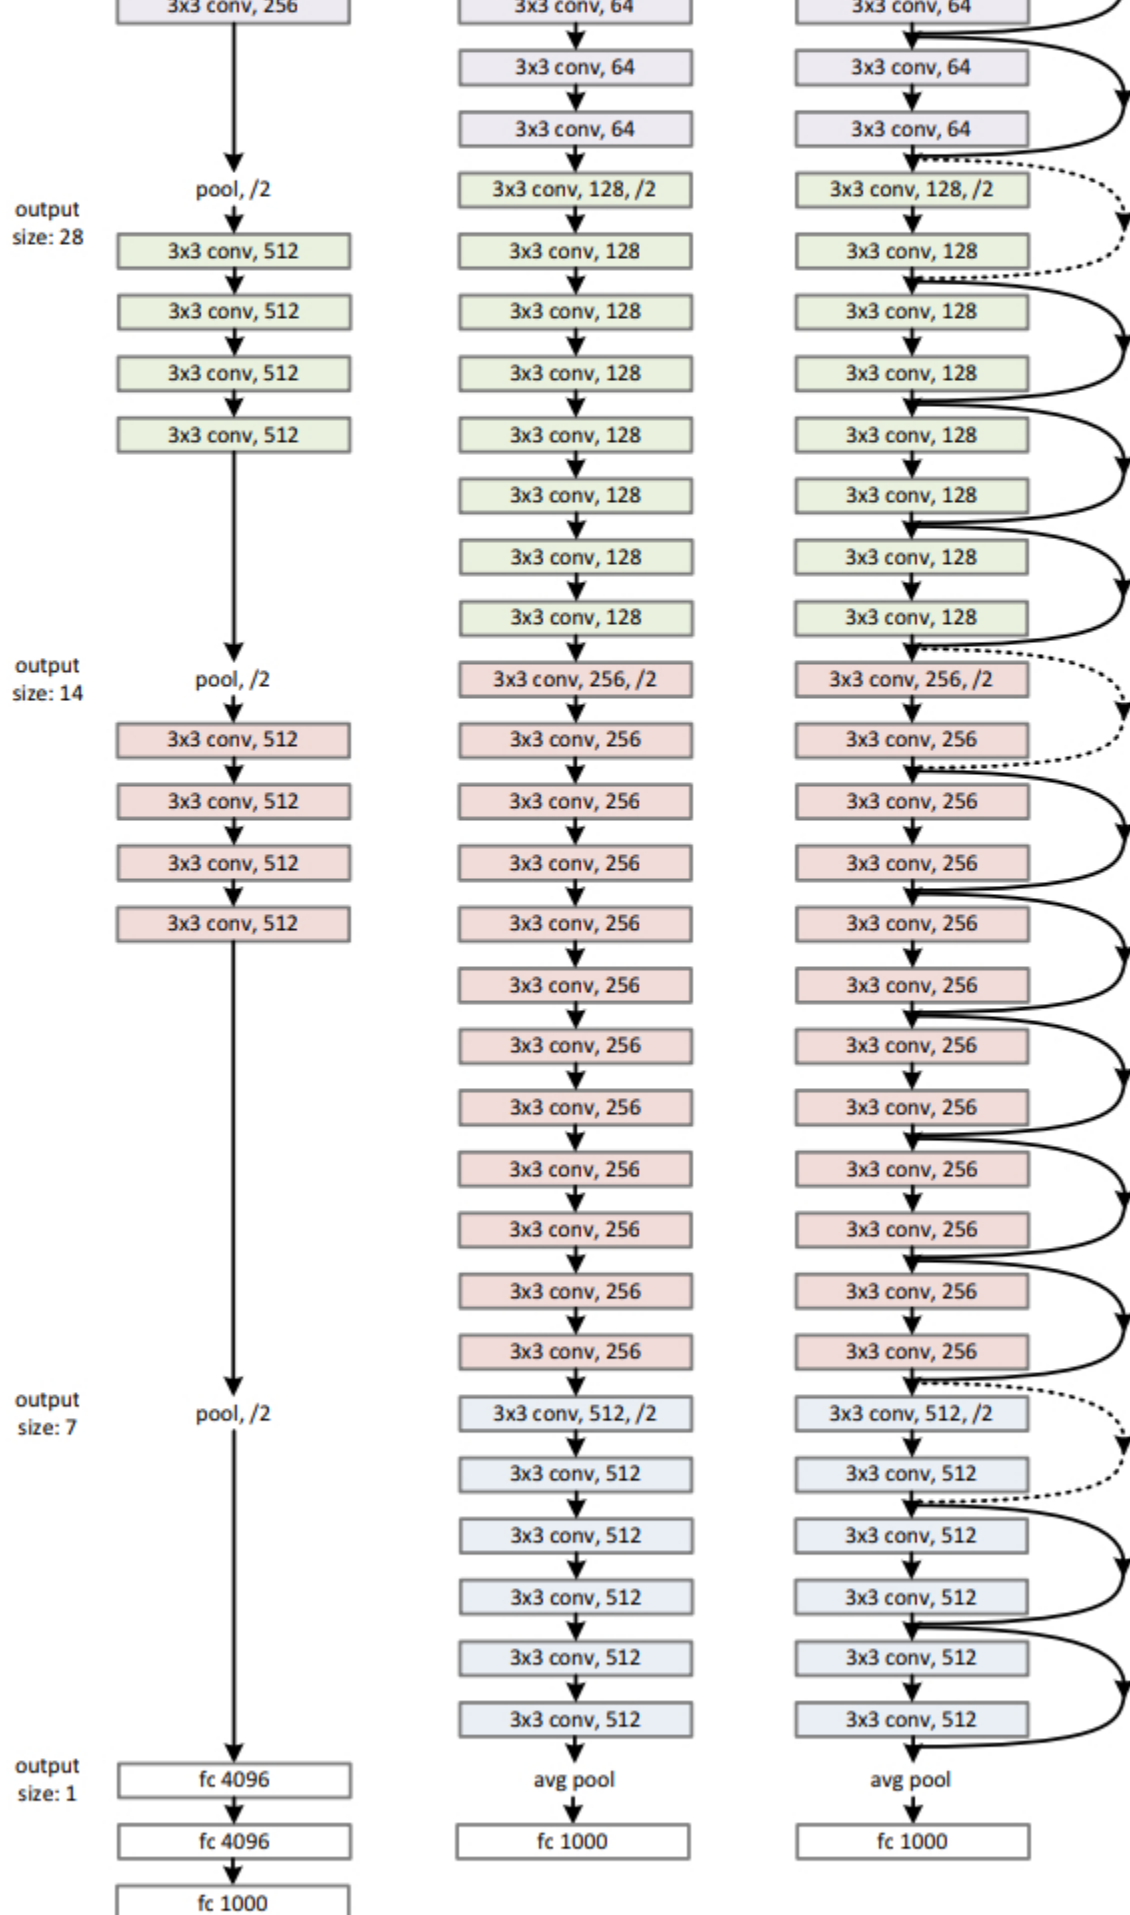 output
size: 28
output
size: 14
output
size: 7
output
size: 1
3x3 conv, 256
pool, /2
3x3 conv, 512
3x3 conv, 512
3x3 conv, 512
3x3 conv, 512
pool, /2
3x3 conv, 512
3x3 conv, 512
3x3 conv, 512
3x3 conv, 512
pool, /2
fc 4096
fc 4096
fc 1000
3x3 conv, 64
3x3 conv, 64
3x3 conv, 64
3x3 conv, 128, /2
3x3 conv, 128
3x3 conv, 128
3x3 conv, 128
3x3 conv, 128
3x3 conv, 128
3x3 conv, 128
3x3 conv, 128
3x3 conv, 256, /2
3x3 conv, 256
3x3 conv, 256
3x3 conv, 256
3x3 conv, 256
3x3 conv, 256
3x3 conv, 256
3x3 conv, 256
3x3 conv, 256
3x3 conv, 256
3x3 conv, 256
3x3 conv, 256
3x3 conv, 512, /2
3x3 conv, 512
3x3 conv, 512
3x3 conv, 512
3x3 conv, 512
3x3 conv, 512
avg pool
fc 1000
3x3 conv, 64
3x3 conv, 64
3x3 conv, 64
3x3 conv, 128, /2
3x3 conv, 128
3x3 conv, 128
3x3 conv, 128
3x3 conv, 128
3x3 conv, 128
3x3 conv, 128
3x3 conv, 128
3x3 conv, 256, /2
3x3 conv, 256
3x3 conv, 256
3x3 conv, 256
3x3 conv, 256
3x3 conv, 256
3x3 conv, 256
3x3 conv, 256
3x3 conv, 256
3x3 conv, 256
3x3 conv, 256
3x3 conv, 256
3x3 conv, 512, /2
3x3 conv, 512
3x3 conv, 512
3x3 conv, 512
3x3 conv, 512
3x3 conv, 512
avg pool
fc 1000